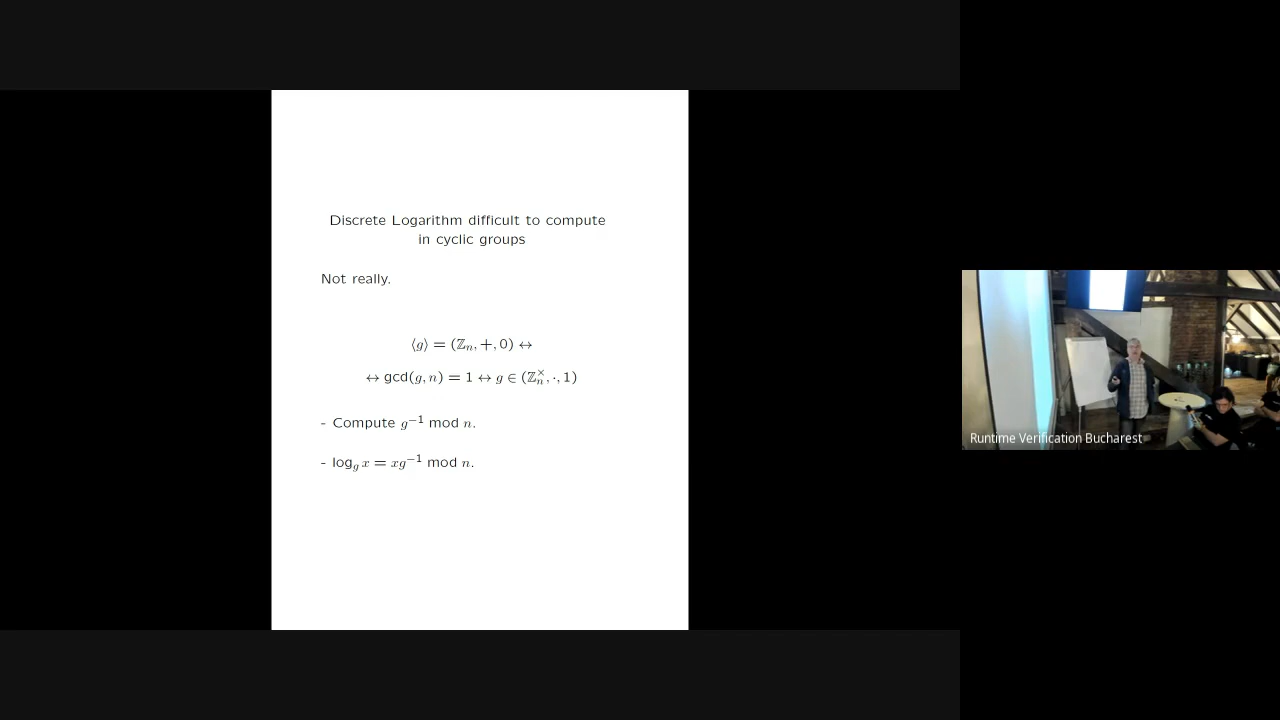 Discrete Logarithm difficult to compute
in cyclic groups
Not really.
⟨g⟩ = (ℤₙ, +, 0) ↔
↔ gcd(g, n) = 1 ↔ g ∈ (ℤₙ^×, ·, 1)
- Compute g⁻¹ mod n.
- log_g x = xg⁻¹ mod n.
Runtime Verification Bucharest